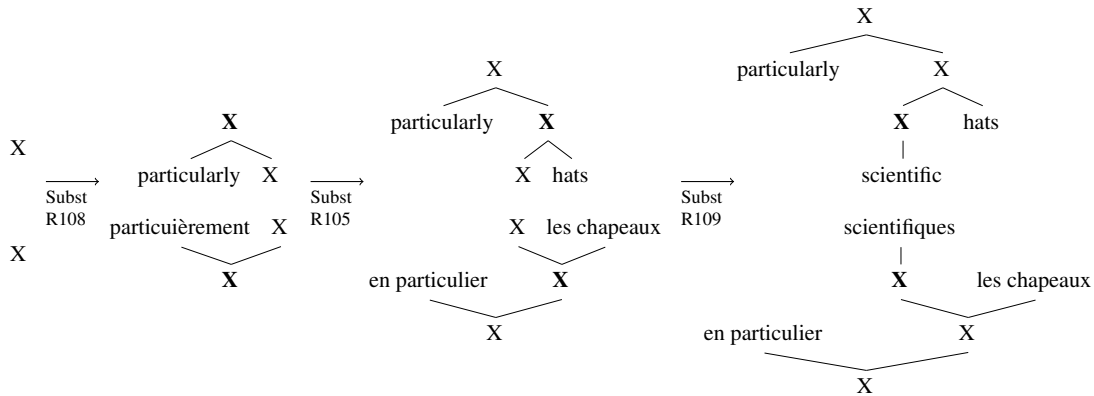 X
X
Subst
R108
X
particularly X
particuièrement X
X
Subst
R105
X
particularly X
X hats
X les chapeaux
en particulier X
X
Subst
R109
X
particularly X
X hats
scientific
scientifiques
X les chapeaux
en particulier X
X